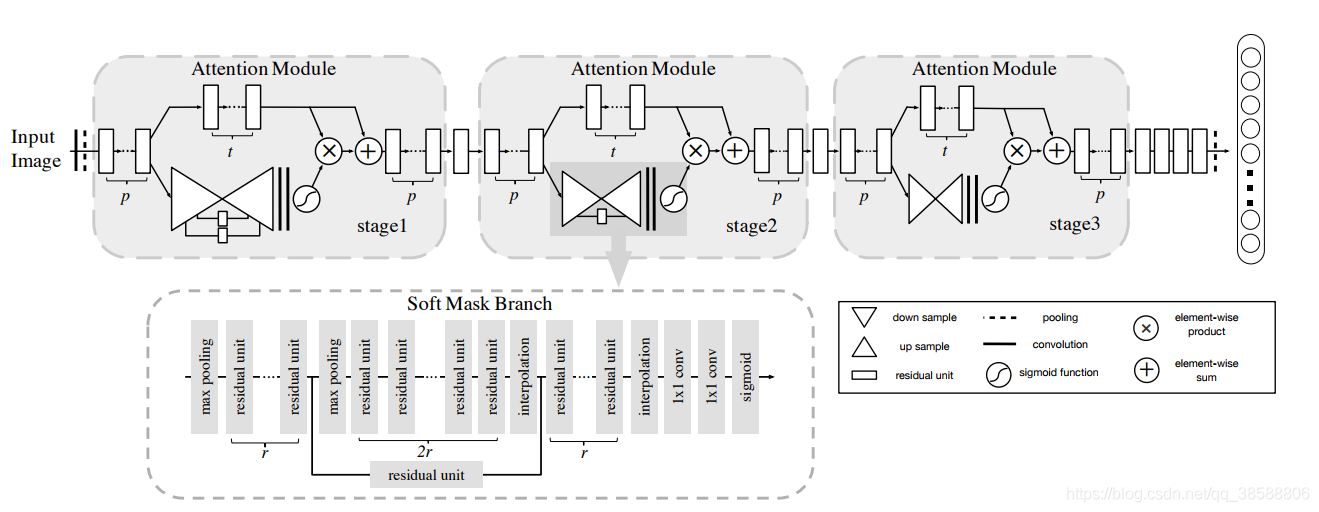 Attention Module
Attention Module
Attention Module
Input
Image
t
t
t
p
p
p
p
p
p
stage1
stage2
stage3
Soft Mask Branch
max pooling
residual unit
residual unit
max pooling
residual unit
residual unit
residual unit
residual unit
interpolation
residual unit
residual unit
interpolation
1x1 conv
1x1 conv
sigmoid
r
2r
r
residual unit
down sample
pooling
element-wise
product
up sample
convolution
residual unit
sigmoid function
element-wise
sum
https://blog.csdn.net/qq_38588806